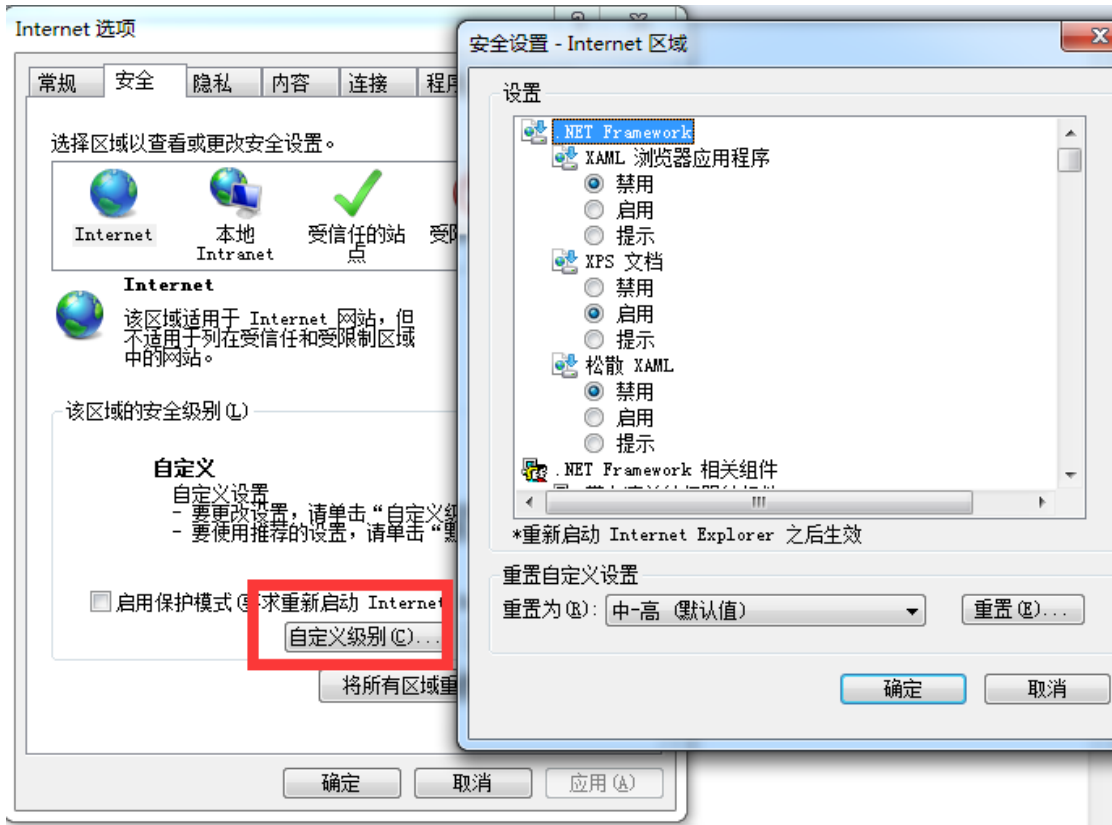 Internet 选项
常规
安全
隐私
内容
连接
选择区域以查看或更改安全设置。
Internet
本地
Intranet
受信任的站
点
Internet
该区域适用于 Internet 网站，但
不适用于列在受信任和受限制区域
中的网站。
该区域的安全级别(L)
自定义
自定义设置
- 要更改设置，请单击“自定义
- 要使用推荐的设置，请单击“
启用保护模式(要求重新启动 Internet
自定义级别(C)...
将所有区域重
确定
取消
应用(A)
安全设置 - Internet 区域
设置
.NET Framework
XAML 浏览器应用程序
禁用
启用
提示
XPS 文档
禁用
启用
提示
松散 XAML
禁用
启用
提示
.NET Framework 相关组件
*重新启动 Internet Explorer 之后生效
重置自定义设置
重置为(R):
中-高 (默认值)
重置(E)...
确定
取消